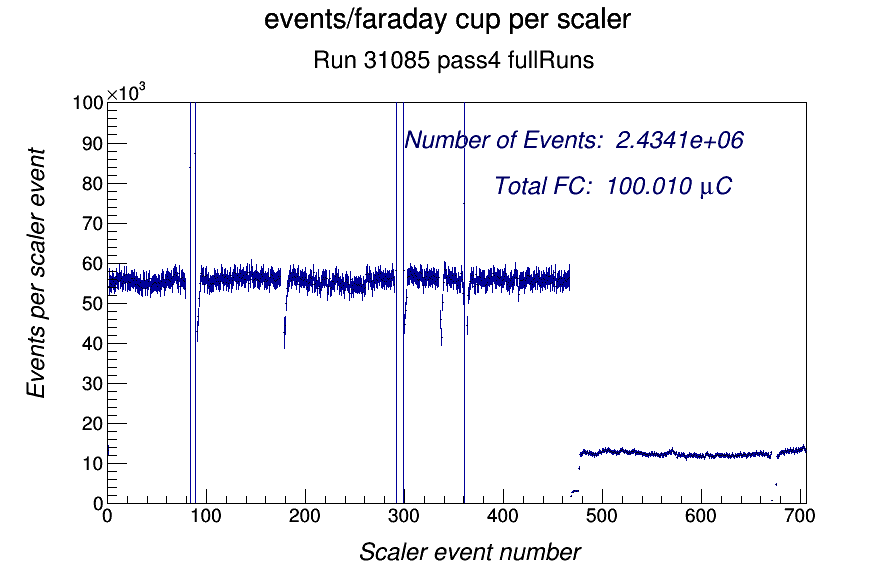 events/faraday cup per scaler
Run 31085 pass4 fullRuns
×10³
100
90
80
70
60
50
40
30
20
10
0
Events per scaler event
Number of Events: 2.4341e+06
Total FC: 100.010 μC
0 100 200 300 400 500 600 700
Scaler event number